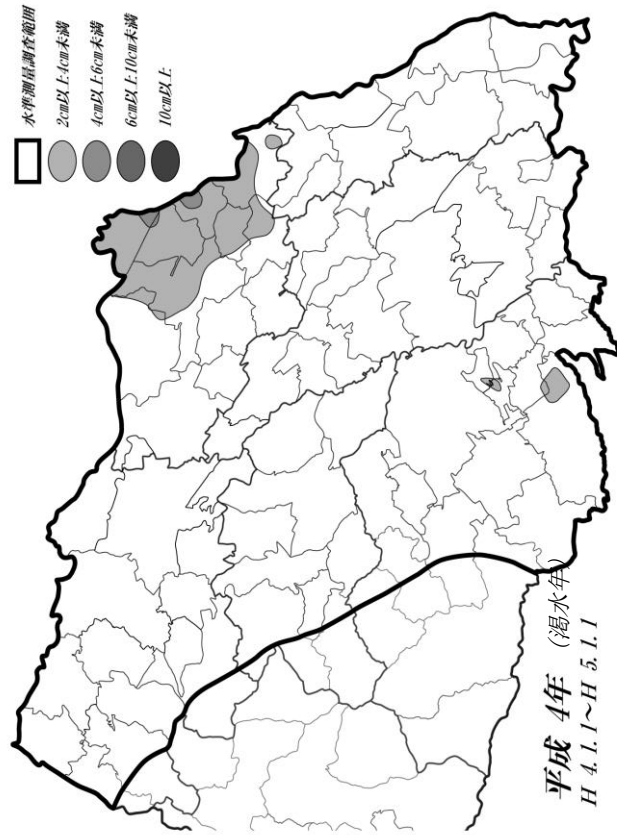 水準測量調査範囲
2cm以上4cm未満
4cm以上6cm未満
6cm以上10cm未満
10cm以上
平成 4年 (渇水年)
H 4.1.1～H 5.1.1